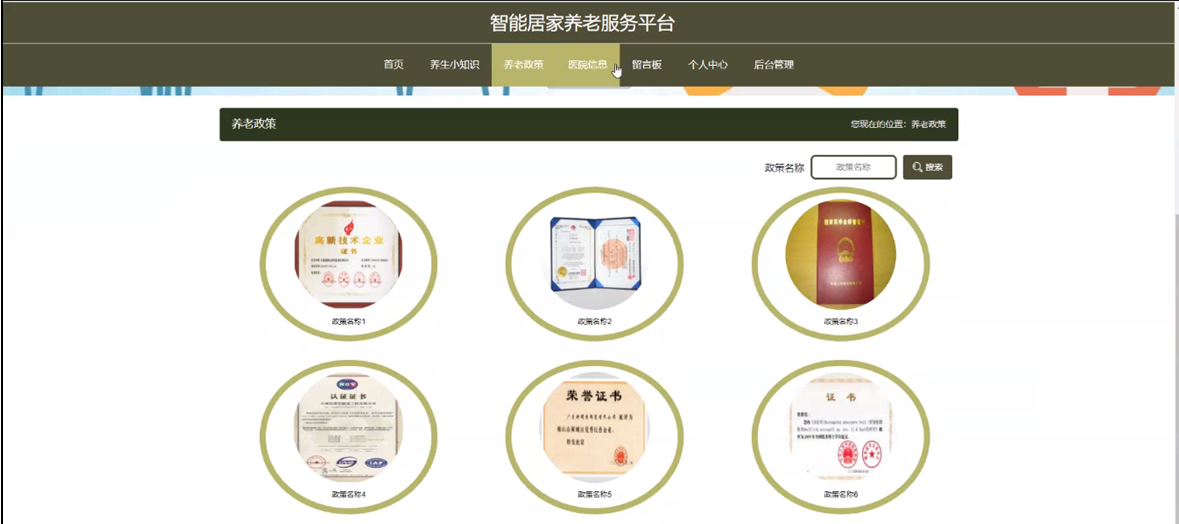 智能居家养老服务平台
首页 养生小知识 养老政策 医院信息 留言板 个人中心 后台管理
养老政策 您现在的位置：养老政策
政策名称 政策名称 搜索
高新技术企业
证书
政策名称1
政策名称2
政策名称3
认证证书
政策名称4
荣誉证书
政策名称5
证 书
政策名称6